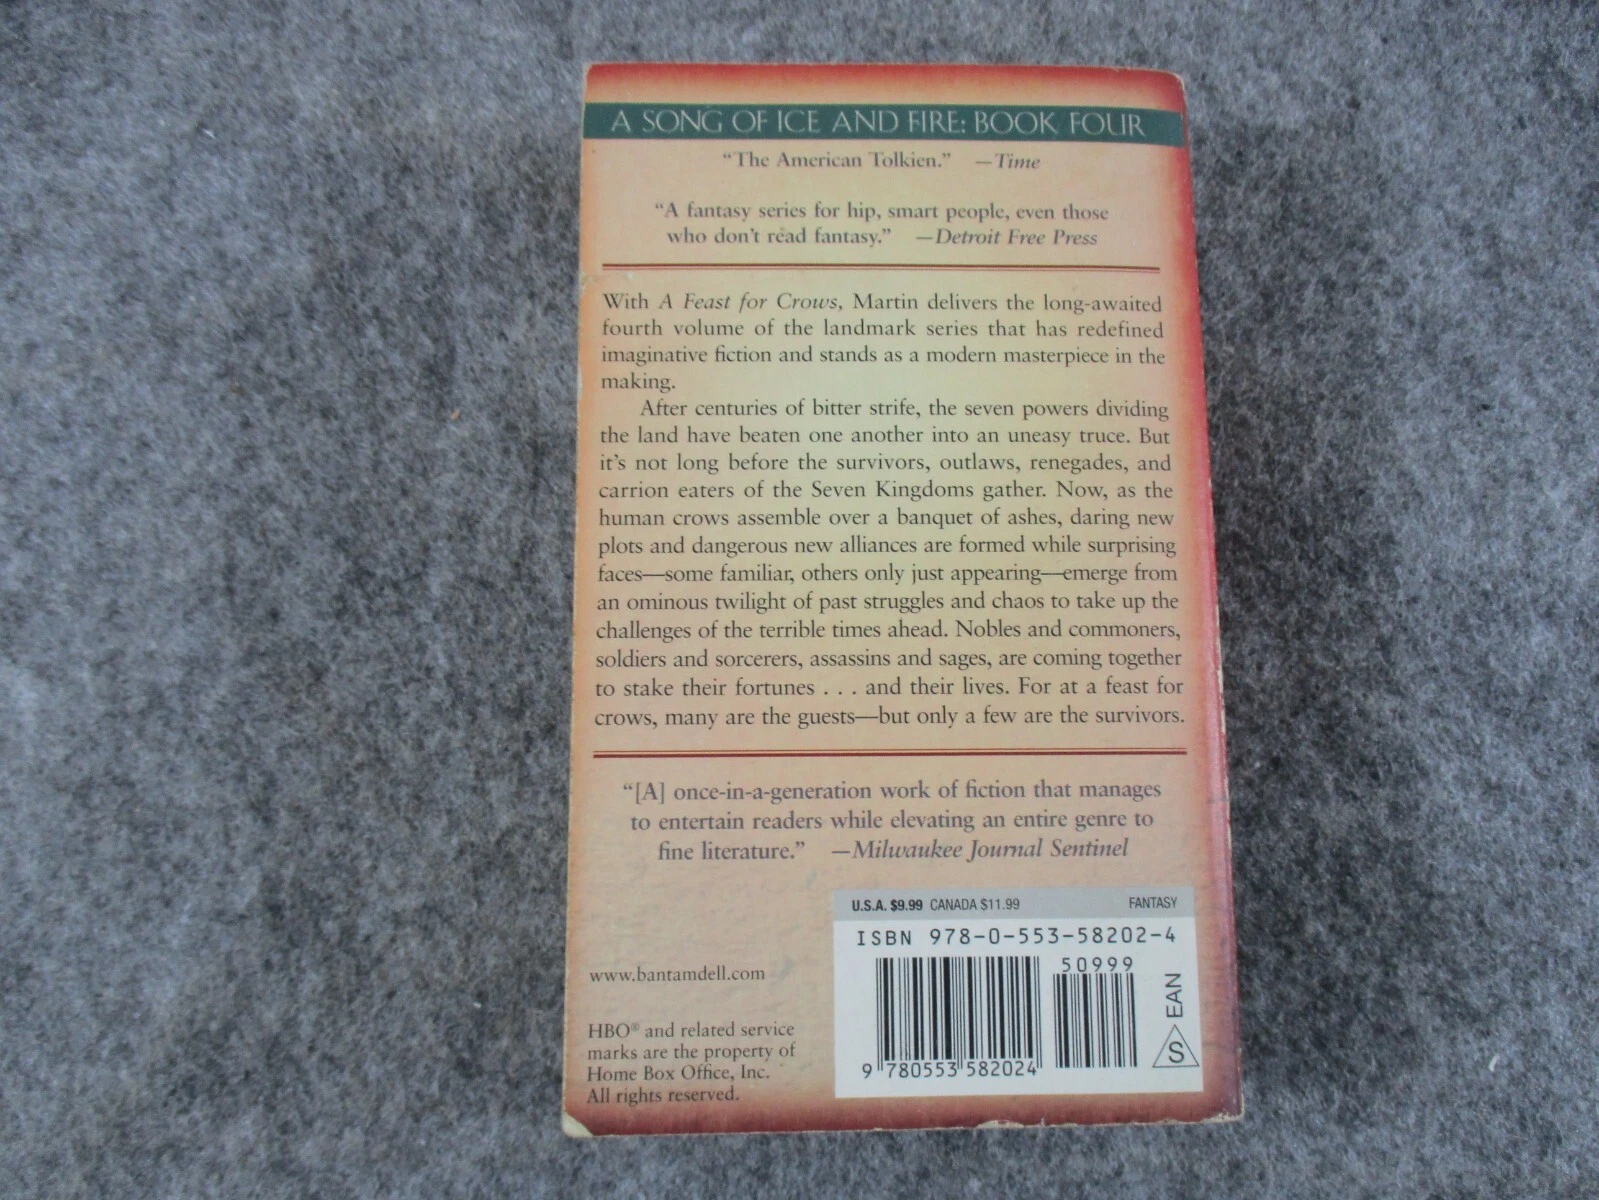 A SONG OF ICE AND FIRE: BOOK FOUR
“The American Tolkien.” —Time
“A fantasy series for hip, smart people, even those
who don’t read fantasy.” —Detroit Free Press
With A Feast for Crows, Martin delivers the long-awaited
fourth volume of the landmark series that has redefined
imaginative fiction and stands as a modern masterpiece in the
making.
After centuries of bitter strife, the seven powers dividing
the land have beaten one another into an uneasy truce. But
it’s not long before the survivors, outlaws, renegades, and
carrion eaters of the Seven Kingdoms gather. Now, as the
human crows assemble over a banquet of ashes, daring new
plots and dangerous new alliances are formed while surprising
faces—some familiar, others only just appearing—emerge from
an ominous twilight of past struggles and chaos to take up the
challenges of the terrible times ahead. Nobles and commoners,
soldiers and sorcerers, assassins and sages, are coming together
to stake their fortunes . . . and their lives. For at a feast for
crows, many are the guests—but only a few are the survivors.
“[A] once-in-a-generation work of fiction that manages
to entertain readers while elevating an entire genre to
fine literature.” —Milwaukee Journal Sentinel
www.bantamdell.com
HBO® and related service
marks are the property of
Home Box Office, Inc.
All rights reserved.
U.S.A. $9.99 CANADA $11.99 FANTASY
ISBN 978-0-553-58202-4
50999
9 780553 582024
EAN
S